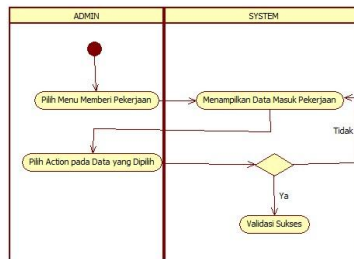 ADMIN
SYSTEM
Pilih Menu Memberi Pekerjaan
Menampilkan Data Masuk Pekerjaan
Tidak
Pilih Action pada Data yang Dipilih
Ya
Validasi Sukses